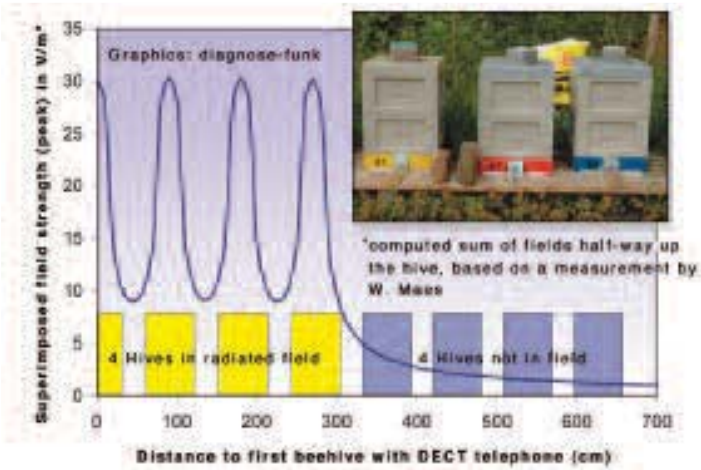 Superimposed field strength (peak) in V/m*
35
30
25
20
15
10
5
0
Graphics: diagnose-funk
*computed sum of fields half-way up
the hive, based on a measurement by
W. Maes
4 Hives in radiated field
4 Hives not in field
0
100
200
300
400
500
600
700
Distance to first beehive with DECT telephone (cm)